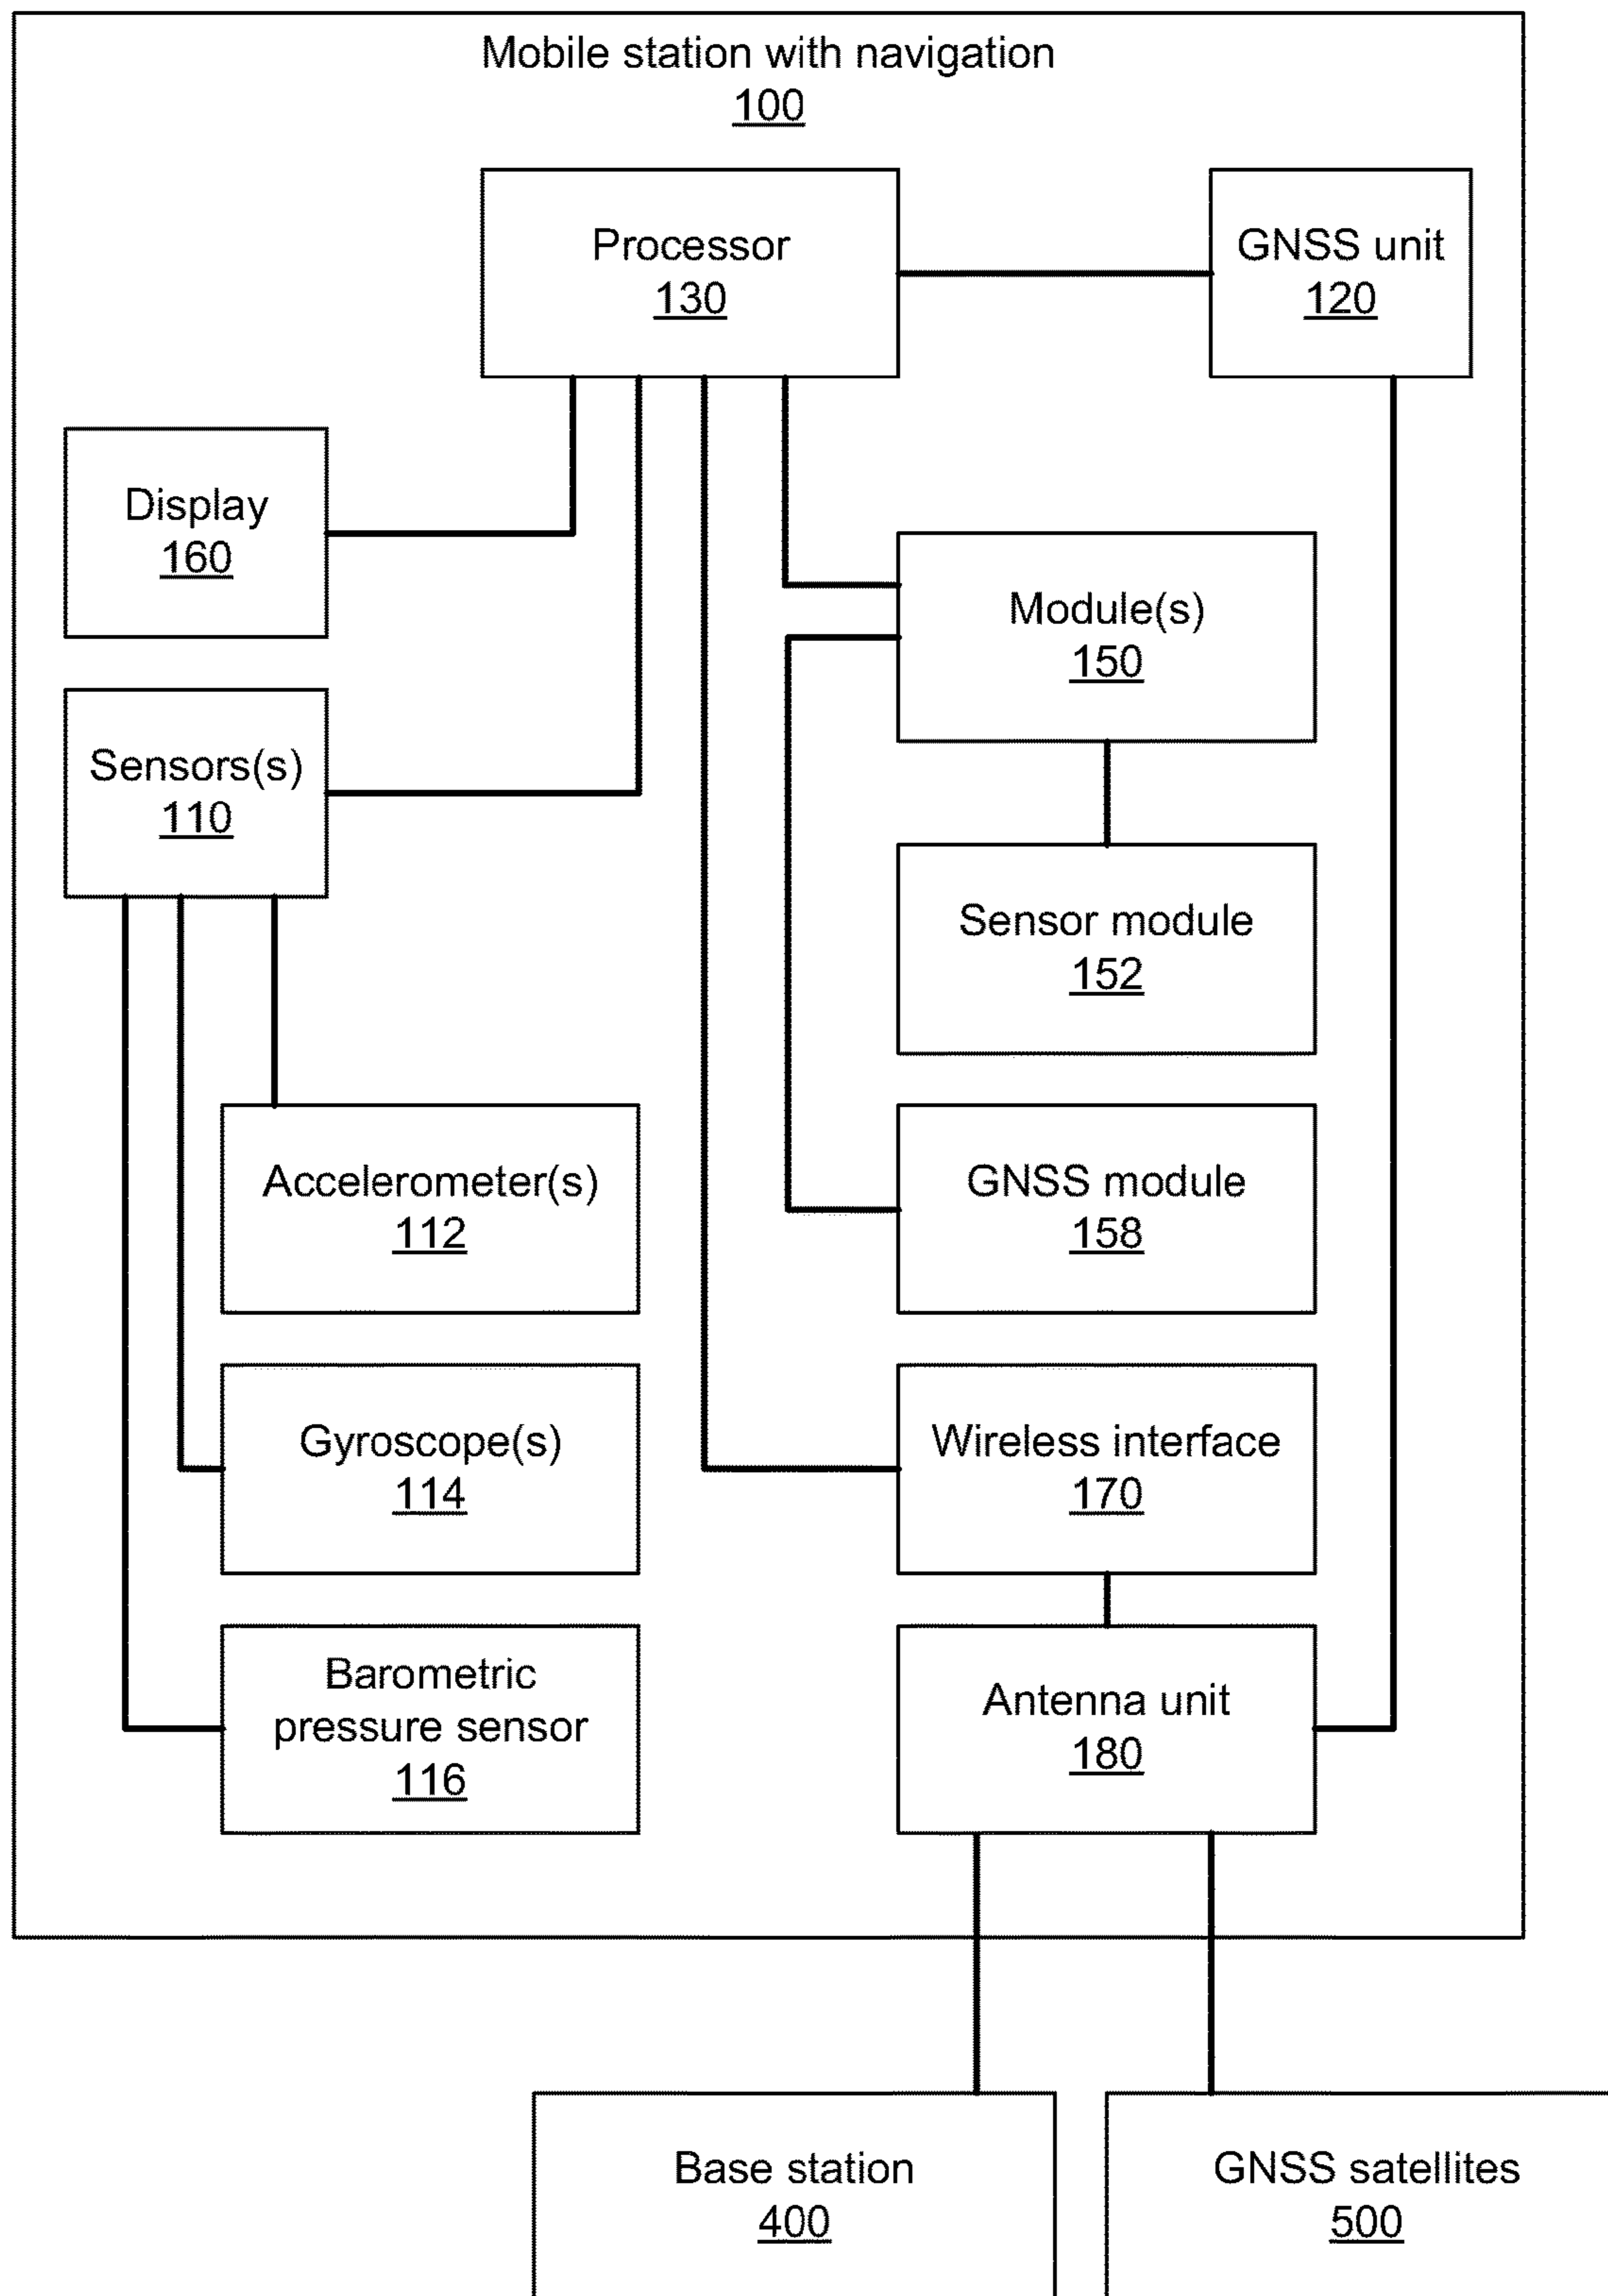 Mobile station with navigation
100
Processor
130
GNSS unit
120
Display
160
Module(s)
150
Sensors(s)
110
Sensor module
152
Accelerometer(s)
112
GNSS module
158
Gyroscope(s)
114
Wireless interface
170
Barometric
pressure sensor
116
Antenna unit
180
Base station
400
GNSS satellites
500